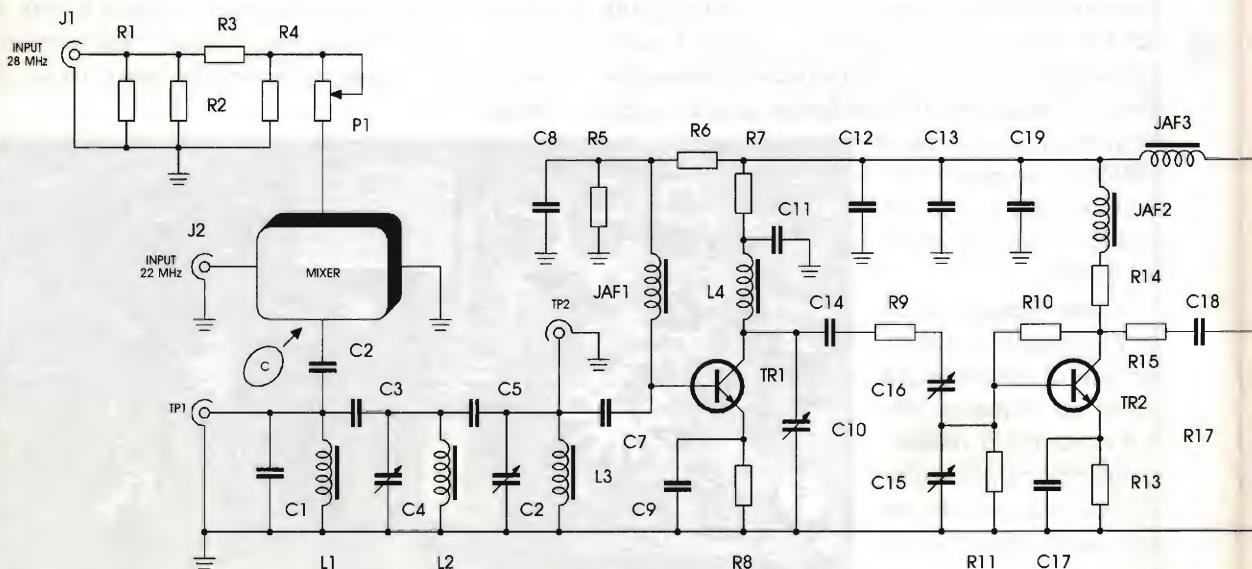 J1
R1
R3
R4
INPUT
28 MHz
R2
P1
C8
R5
R6
R7
C12
C13
C19
JAF3
J2
C11
JAF2
INPUT
22 MHz
MIXER
JAF1
L4
R14
TP2
C14
R9
R10
C18
C
C2
C3
C5
TR1
C16
R15
TR2
TP1
C7
C10
R17
C1
C4
C2
L3
C9
C15
R13
L1
L2
R8
R11
C17